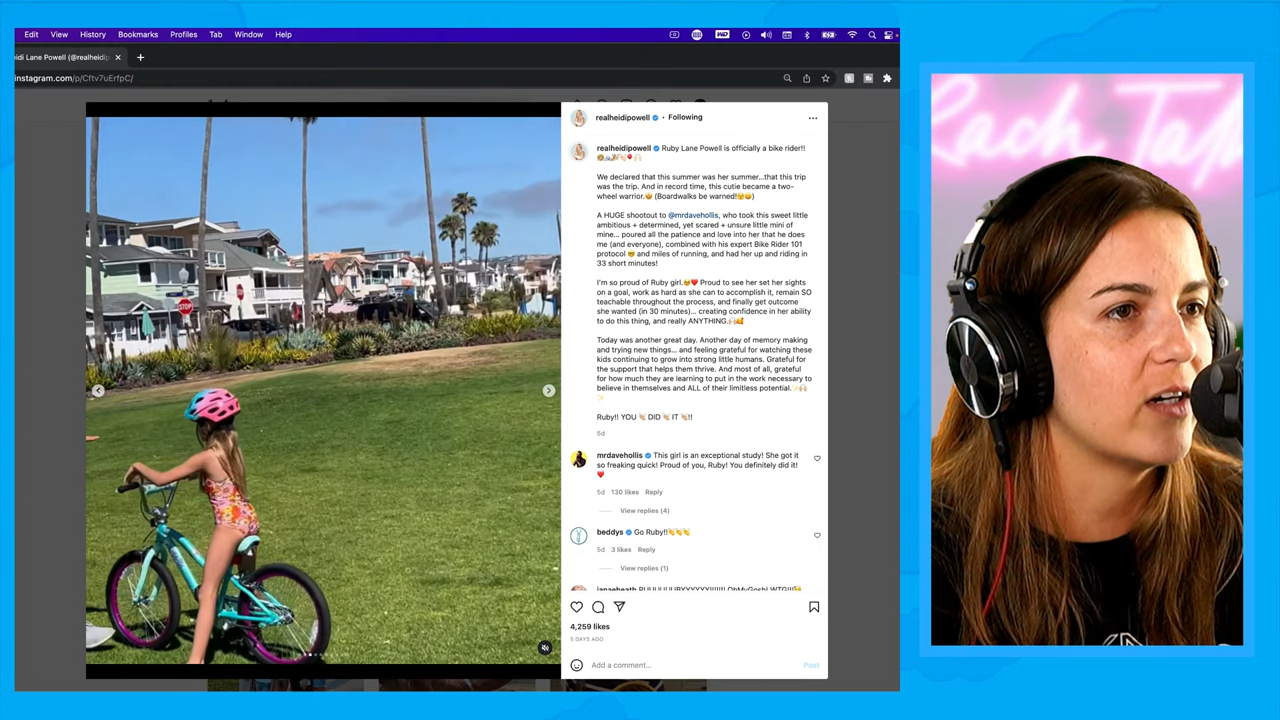 Edit View History Bookmarks Profiles Tab Window Help
eidi Lane Powell (@realheidip
instagram.com/p/Cftv7uErfpC/
realheidipowell • Following
realheidipowell Ruby Lane Powell is officially a bike rider!!
We declared that this summer was her summer...that this trip
was the trip. And in record time, this cutie became a two-
wheel warrior. (Boardwalks be warned!)
A HUGE shootout to @mrdavehollis, who took this sweet little
ambitious + determined, yet scared + unsure little mini of
mine... poured all the patience and love into her that he does
me (and everyone), combined with his expert Bike Rider 101
protocol 🤓 and miles of running, and had her up and riding in
33 short minutes!
I'm so proud of Ruby girl.🥹❤️ Proud to see her set her sights
on a goal, work as hard as she can to accomplish it, remain SO
teachable throughout the process, and finally get outcome
she wanted (in 30 minutes)... creating confidence in her ability
to do this thing, and really ANYTHING.🙌🏻🥰
Today was another great day. Another day of memory making
and trying new things... and feeling grateful for watching these
kids continuing to grow into strong little humans. Grateful for
the support that helps them thrive. And most of all, grateful
for how much they are learning to put in the work necessary to
believe in themselves and ALL of their limitless potential.✨🙌🏻
✨
Ruby!! YOU 👏🏻 DID 👏🏻 IT 👏🏻!!
5d
mrdavehollis This girl is an exceptional study! She got it
so freaking quick! Proud of you, Ruby! You definitely did it!
❤️
5d 130 likes Reply
View replies (4)
beddys Go Ruby!!👏👏👏
5d 3 likes Reply
View replies (1)
4,259 likes
5 DAYS AGO
Add a comment... Post
STOP
Rach Talk